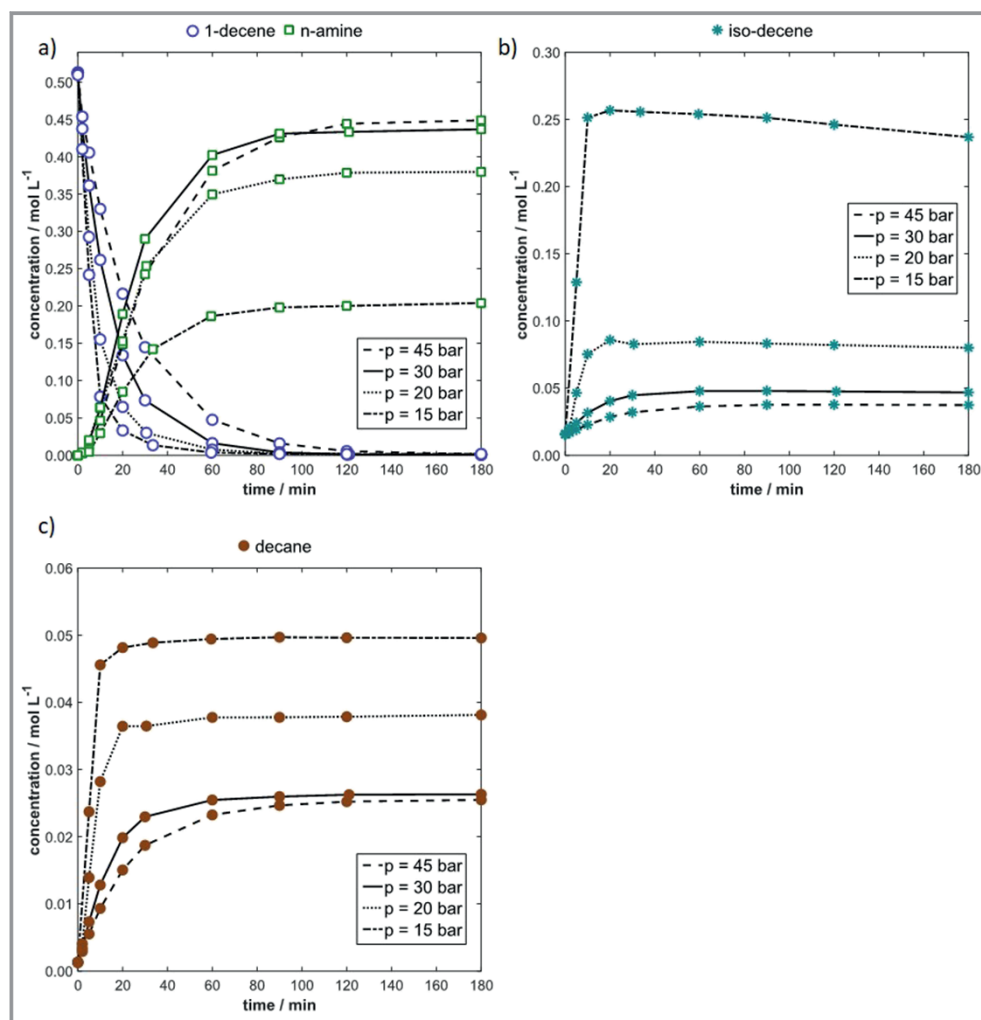 a)
1-decene n-amine
0.50
0.45
0.40
0.35
0.30
0.25
0.20
0.15
0.10
0.05
0.00
concentration / mol L-1
p = 45 bar
p = 30 bar
p = 20 bar
p = 15 bar
0 20 40 60 80 100 120 140 160 180
time / min
b)
iso-decene
0.30
0.25
0.20
0.15
0.10
0.05
0.00
concentration / mol L-1
p = 45 bar
p = 30 bar
p = 20 bar
p = 15 bar
0 20 40 60 80 100 120 140 160 180
time / min
c)
decane
0.06
0.05
0.04
0.03
0.02
0.01
0.00
concentration / mol L-1
p = 45 bar
p = 30 bar
p = 20 bar
p = 15 bar
0 20 40 60 80 100 120 140 160 180
time / min